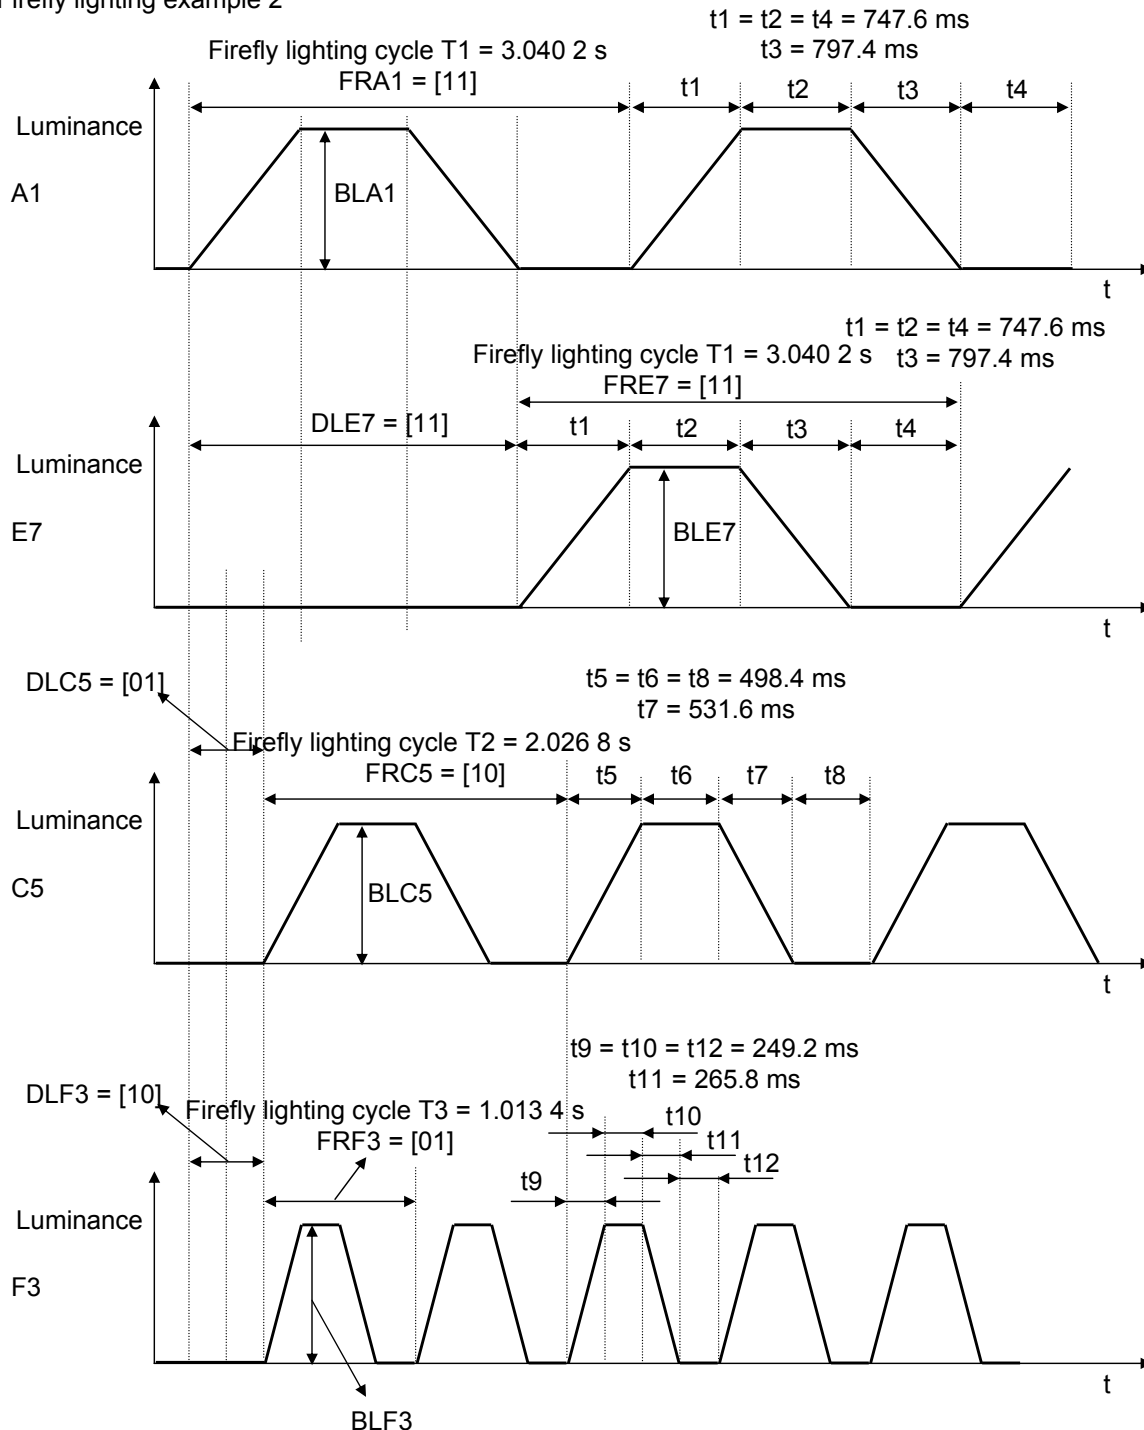 Firefly lighting example 2
t1 = t2 = t4 = 747.6 ms
t3 = 797.4 ms
Firefly lighting cycle T1 = 3.040 2 s
FRA1 = [11]
t1
t2
t3
t4
Luminance
A1
BLA1
t
t1 = t2 = t4 = 747.6 ms
t3 = 797.4 ms
Firefly lighting cycle T1 = 3.040 2 s
FRE7 = [11]
DLE7 = [11]
t1
t2
t3
t4
Luminance
E7
BLE7
t
DLC5 = [01]
t5 = t6 = t8 = 498.4 ms
t7 = 531.6 ms
Firefly lighting cycle T2 = 2.026 8 s
FRC5 = [10]
t5
t6
t7
t8
Luminance
C5
BLC5
t
t9 = t10 = t12 = 249.2 ms
t11 = 265.8 ms
DLF3 = [10]
Firefly lighting cycle T3 = 1.013 4 s
FRF3 = [01]
t10
t11
t12
t9
Luminance
F3
t
BLF3